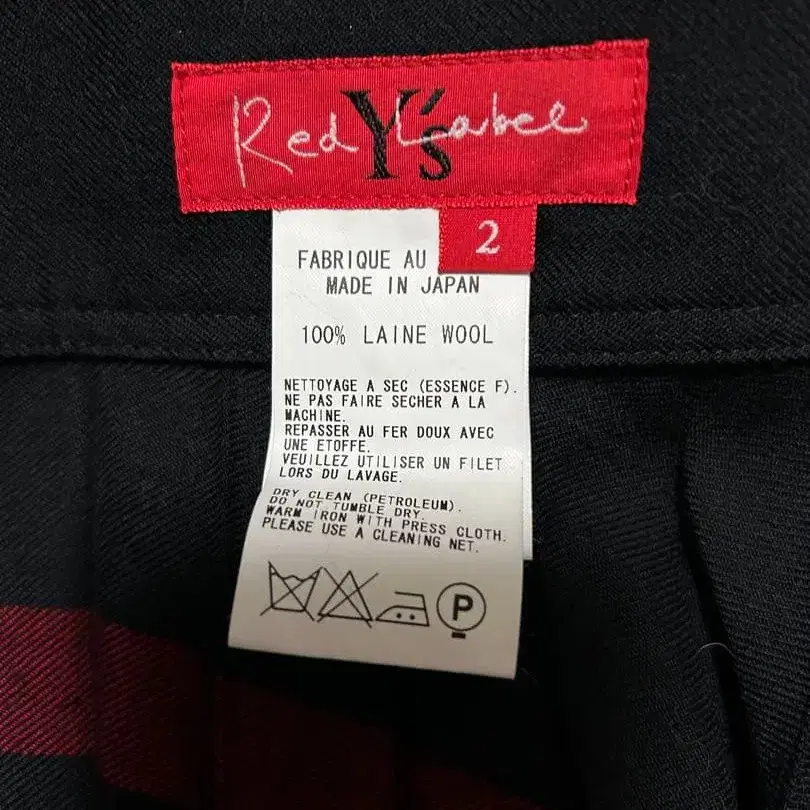 Red Label
Y's
2
FABRIQUE AU
MADE IN JAPAN
100% LAINE WOOL
NETTOYAGE A SEC (ESSENCE F).
NE PAS FAIRE SECHER A LA
MACHINE.
REPASSER AU FER DOUX AVEC
UNE ETOFFE.
VEUILLEZ UTILISER UN FILET
LORS DU LAVAGE.
DRY CLEAN (PETROLEUM).
DO NOT TUMBLE DRY.
WARM IRON WITH PRESS CLOTH.
PLEASE USE A CLEANING NET.
P